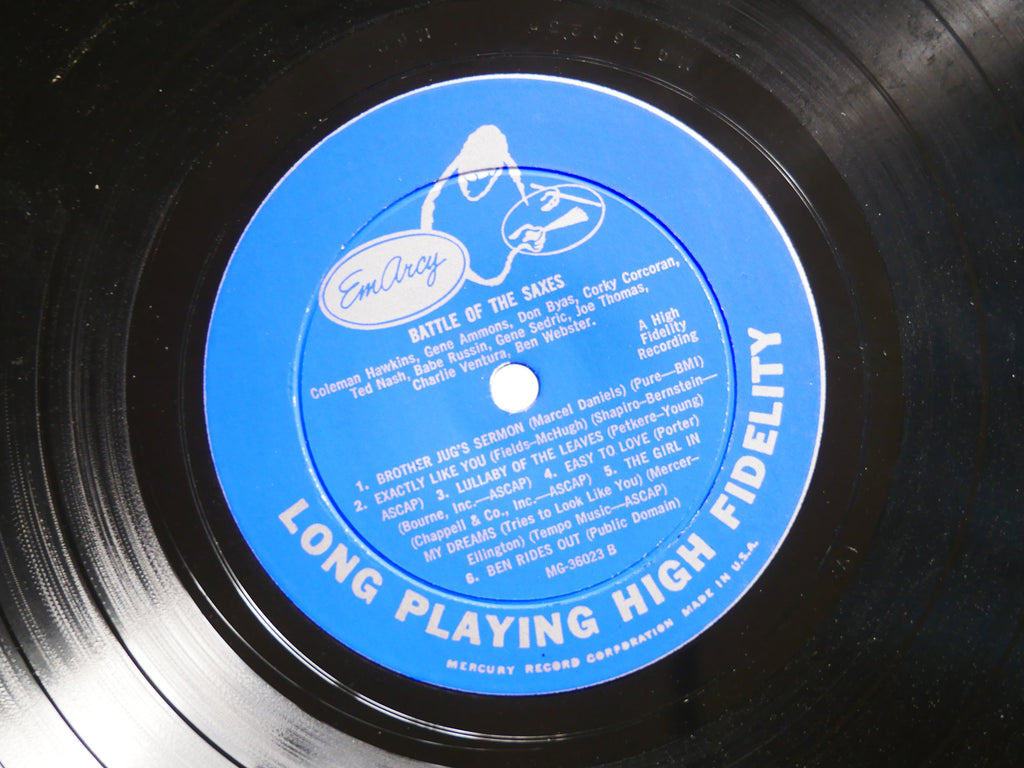 EmArcy
BATTLE OF THE SAXES
Coleman Hawkins, Gene Ammons, Don Byas, Corky Corcoran,
Ted Nash, Babe Russin, Gene Sedric, Joe Thomas,
Charlie Ventura, Ben Webster.
A High
Fidelity
Recording
1. BROTHER JUG'S SERMON (Marcel Daniels) (Pure—BMI)
2. EXACTLY LIKE YOU (Fields–McHugh) (Shapiro–Bernstein—
ASCAP) 3. LULLABY OF THE LEAVES (Petkere–Young)
(Bourne, Inc.—ASCAP) 4. EASY TO LOVE (Porter)
(Chappell & Co., Inc.—ASCAP) 5. THE GIRL IN
MY DREAMS (Tries to Look Like You) (Mercer–
Ellington) (Tempo Music—ASCAP)
6. BEN RIDES OUT (Public Domain)
MG-36023 B
LONG PLAYING HIGH FIDELITY
MERCURY RECORD CORPORATION MADE IN U.S.A.